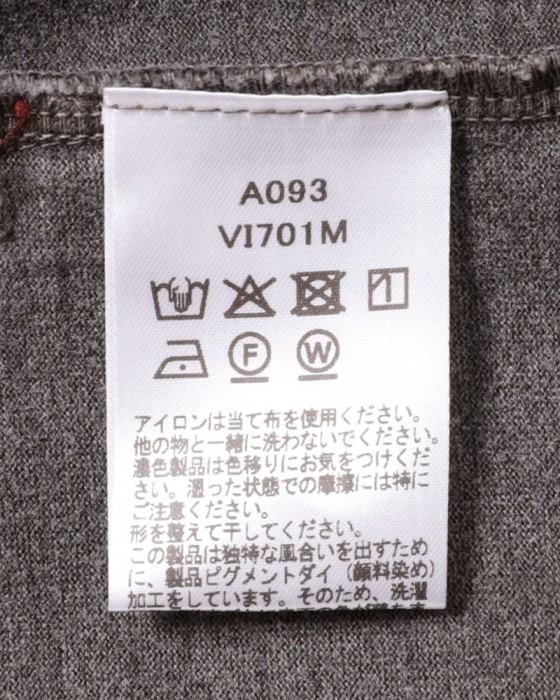 A093
VI701M
F W
アイロンは当て布を使用ください。
他の物と一緒に洗わないでください。
濃色製品は色移りにお気をつけくだ
さい。湿った状態での摩擦には特に
ご注意ください。
形を整えて干してください。
この製品は独特な風合いを出すため
に、製品ピグメントダイ（顔料染め）
加工をしています。そのため、洗濯